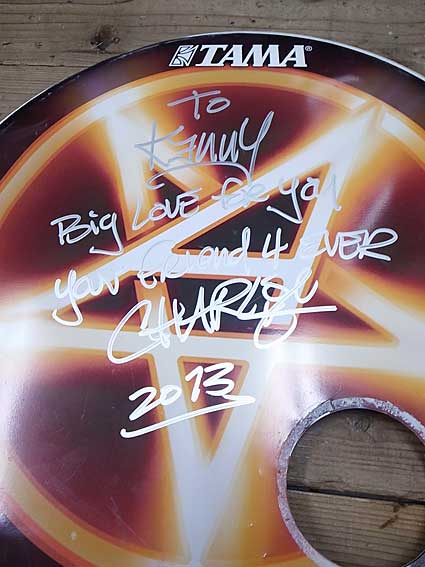 TAMA®
TO
KENNY
Big LOVE for you
your friend 4 EVER
CHARLIE
2013